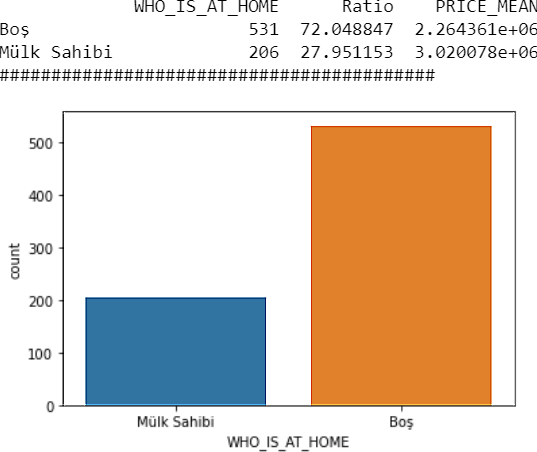 WHO_IS_AT_HOME Ratio PRICE_MEAN
Boş 531 72.048847 2.264361e+06
Mülk Sahibi 206 27.951153 3.020078e+06
##########################################
500
400
300
200
100
0
count
Mülk Sahibi Boş
WHO_IS_AT_HOME